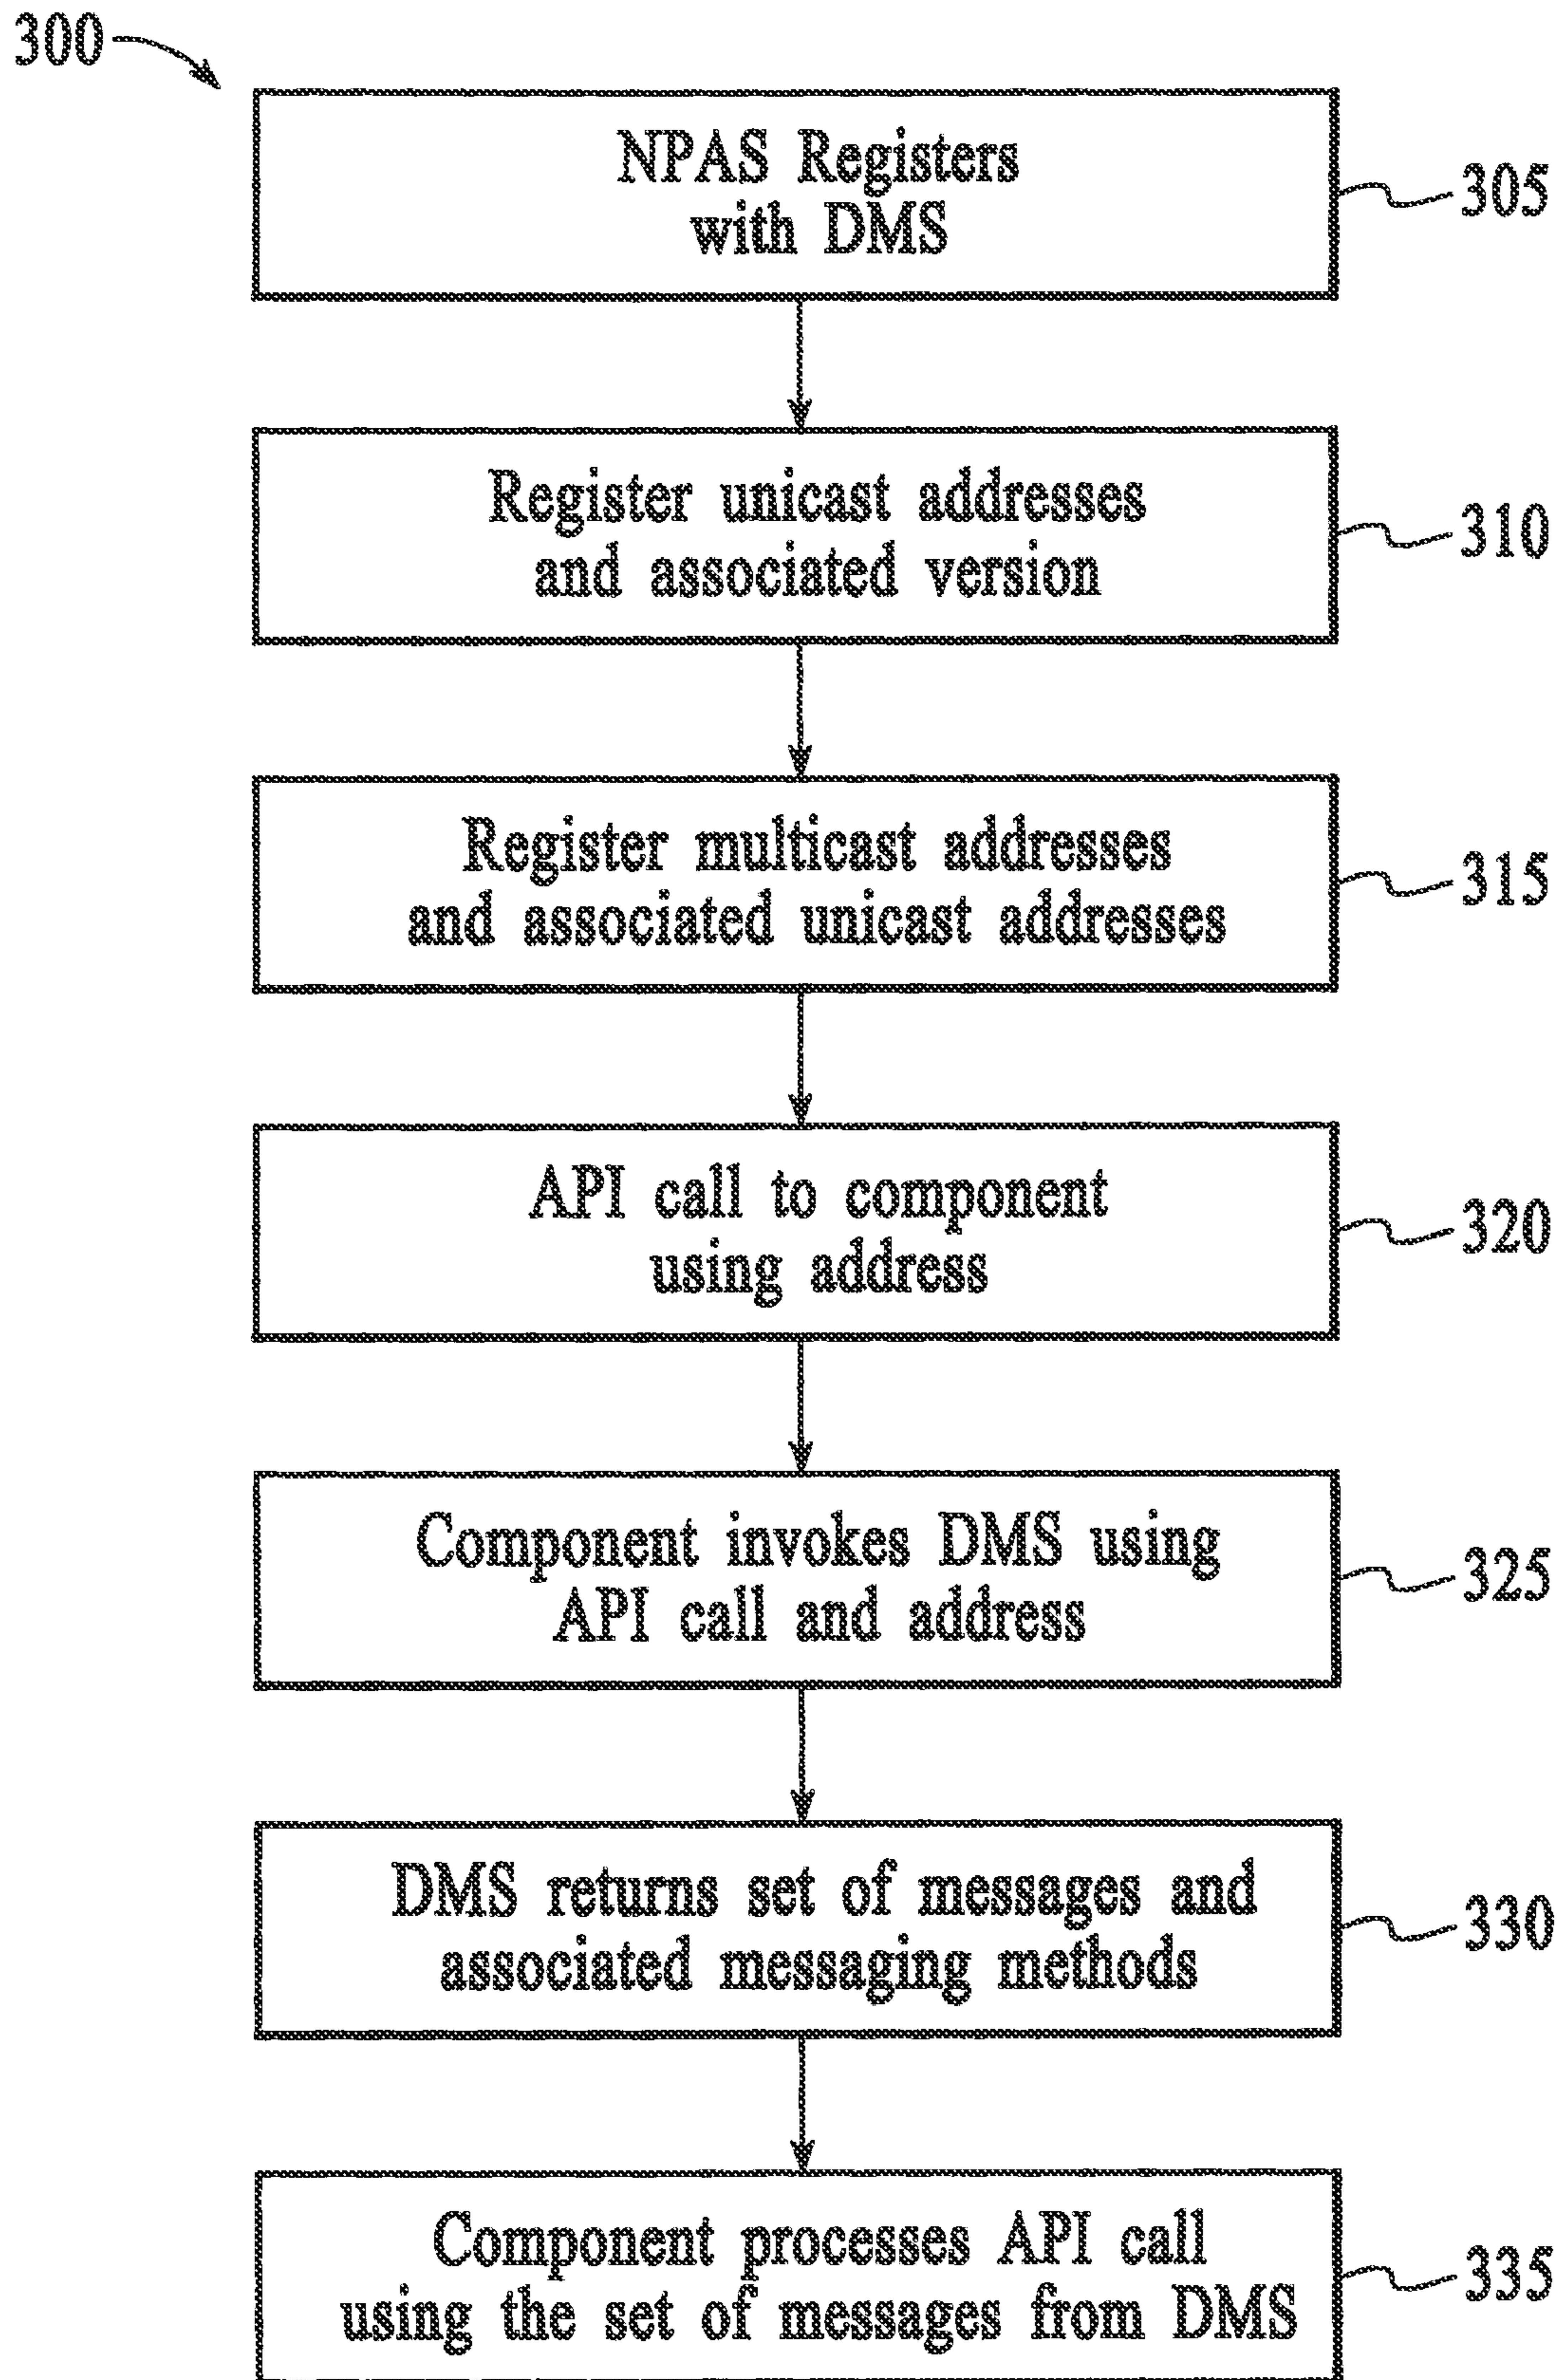 300
NPAS Registers
with DMS
305
Register unicast addresses
and associated version
310
Register multicast addresses
and associated unicast addresses
315
API call to component
using address
320
Component invokes DMS using
API call and address
325
DMS returns set of messages and
associated messaging methods
330
Component processes API call
using the set of messages from DMS
335